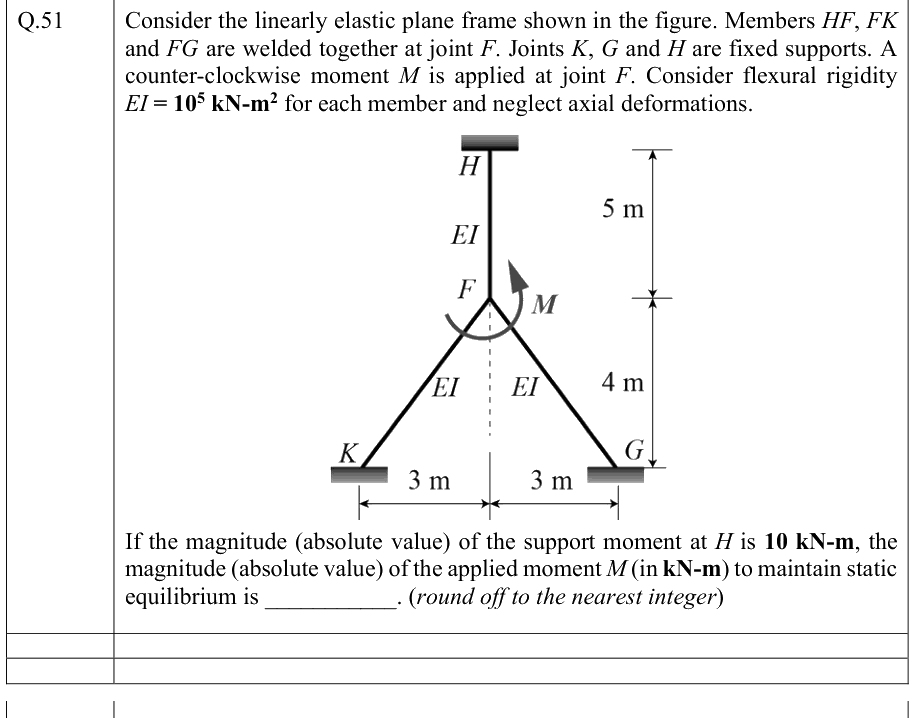 Q.51
Consider the linearly elastic plane frame shown in the figure. Members HF, FK
and FG are welded together at joint F. Joints K, G and H are fixed supports. A
counter-clockwise moment M is applied at joint F. Consider flexural rigidity
EI = 10⁵ kN-m² for each member and neglect axial deformations.
H
5 m
EI
F
M
EI
EI
4 m
K
G
3 m
3 m
If the magnitude (absolute value) of the support moment at H is 10 kN-m, the
magnitude (absolute value) of the applied moment M (in kN-m) to maintain static
equilibrium is ____________. (round off to the nearest integer)